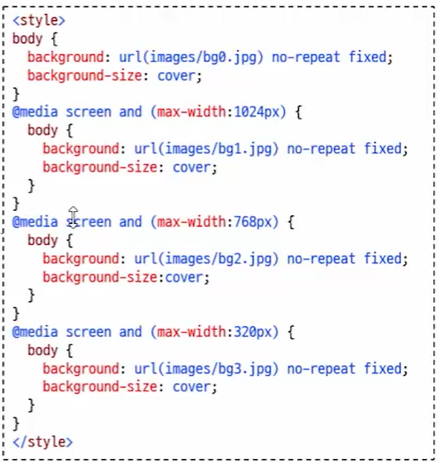 <style>
body {
  background: url(images/bg0.jpg) no-repeat fixed;
  background-size: cover;
}
@media screen and (max-width:1024px) {
  body {
    background: url(images/bg1.jpg) no-repeat fixed;
    background-size: cover;
  }
}
@media screen and (max-width:768px) {
  body {
    background: url(images/bg2.jpg) no-repeat fixed;
    background-size:cover;
  }
}
@media screen and (max-width:320px) {
  body {
    background: url(images/bg3.jpg) no-repeat fixed;
    background-size: cover;
  }
}
</style>